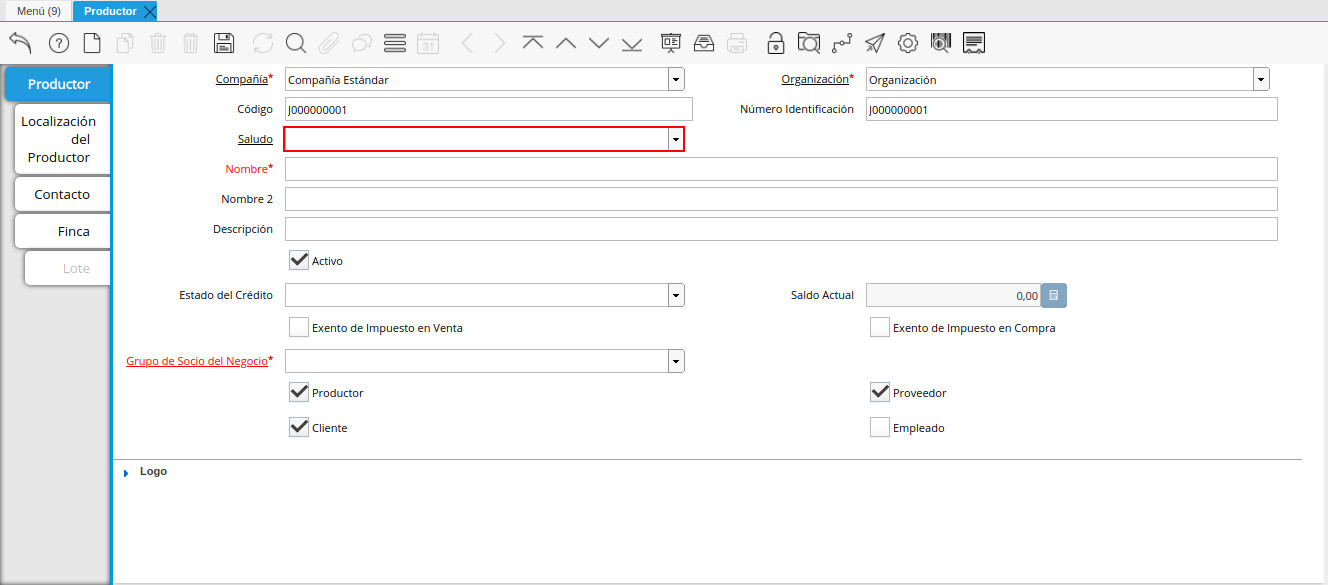 Menú (9) Productor
31
Productor
Localización
del
Productor
Contacto
Finca
Lote
Compañía* Compañía Estándar Organización* Organización
Código J000000001 Número Identificación J000000001
Saludo
Nombre*
Nombre 2
Descripción
Activo
Estado del Crédito Saldo Actual 0,00
Exento de Impuesto en Venta Exento de Impuesto en Compra
Grupo de Socio del Negocio*
Productor Proveedor
Cliente Empleado
Logo